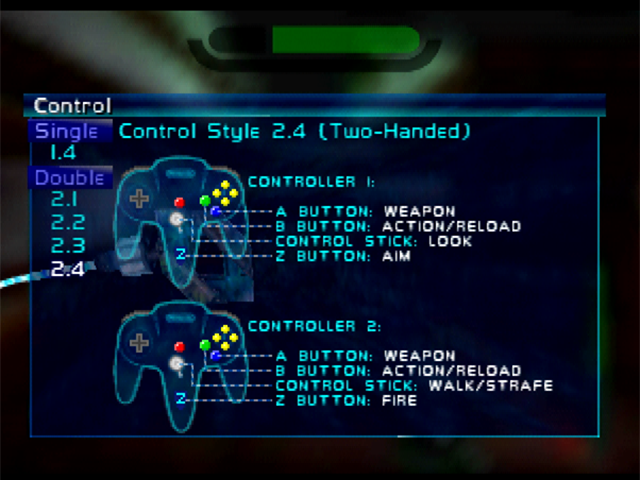 Control
Single
1.4
Double
2.1
2.2
2.3
2.4
Control Style 2.4 (Two-Handed)
CONTROLLER 1:
A BUTTON: WEAPON
B BUTTON: ACTION/RELOAD
CONTROL STICK: LOOK
Z BUTTON: AIM
Z
CONTROLLER 2:
A BUTTON: WEAPON
B BUTTON: ACTION/RELOAD
CONTROL STICK: WALK/STRAFE
Z BUTTON: FIRE
Z